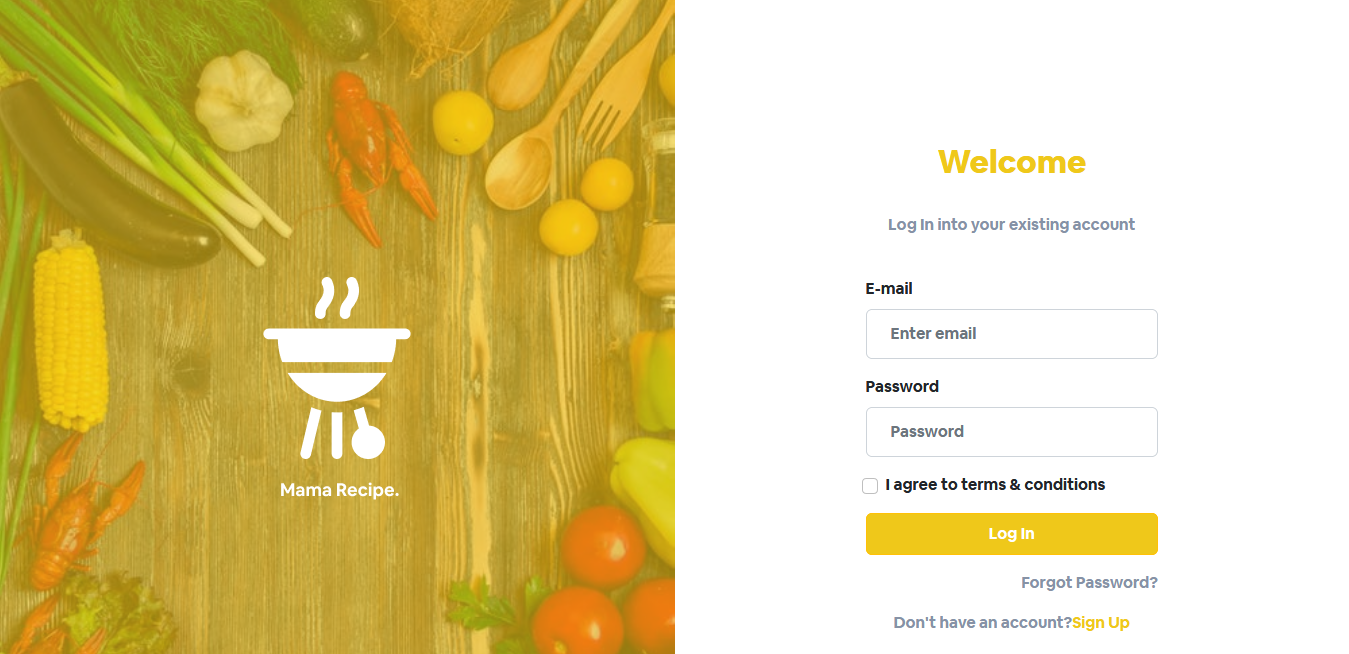 Mama Recipe.
Welcome
Log In into your existing account
E-mail
Enter email
Password
Password
I agree to terms & conditions
Log In
Forgot Password?
Don't have an account?Sign Up